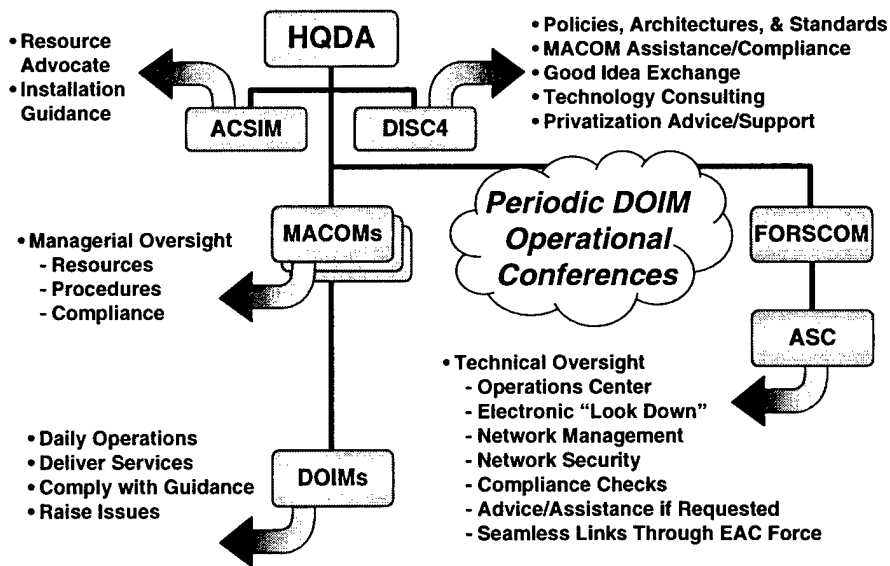 HQDA
• Resource
Advocate
• Installation
Guidance
ACSIM
DISC4
• Policies, Architectures, & Standards
• MACOM Assistance/Compliance
• Good Idea Exchange
• Technology Consulting
• Privatization Advice/Support
• Managerial Oversight
- Resources
- Procedures
- Compliance
MACOMs
Periodic DOIM
Operational
Conferences
FORSCOM
ASC
• Technical Oversight
- Operations Center
- Electronic “Look Down”
- Network Management
- Network Security
- Compliance Checks
- Advice/Assistance if Requested
- Seamless Links Through EAC Force
• Daily Operations
• Deliver Services
• Comply with Guidance
• Raise Issues
DOIMs